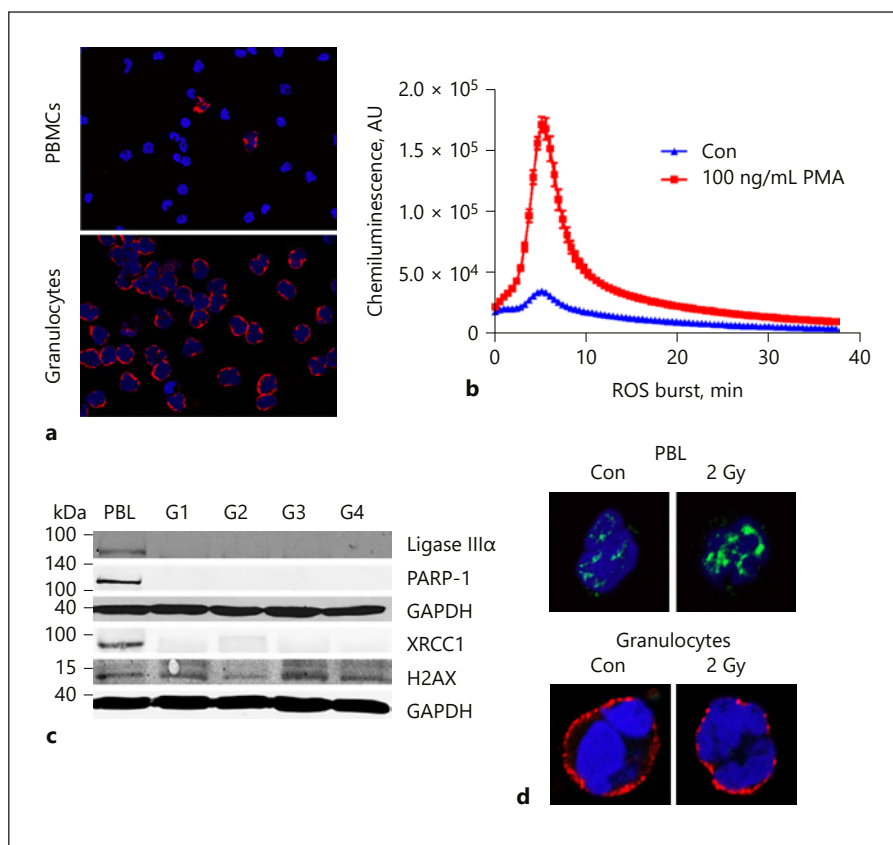 PBMCs
Granulocytes
a
Chemiluminescence, AU
2.0 × 10⁵
1.5 × 10⁵
1.0 × 10⁵
5.0 × 10⁴
0
0 10 20 30 40
ROS burst, min
Con
100 ng/mL PMA
b
kDa PBL G1 G2 G3 G4
100 Ligase IIIα
140
100 PARP-1
40 GAPDH
100 XRCC1
15 H2AX
40 GAPDH
c
PBL
Con 2 Gy
Granulocytes
Con 2 Gy
d